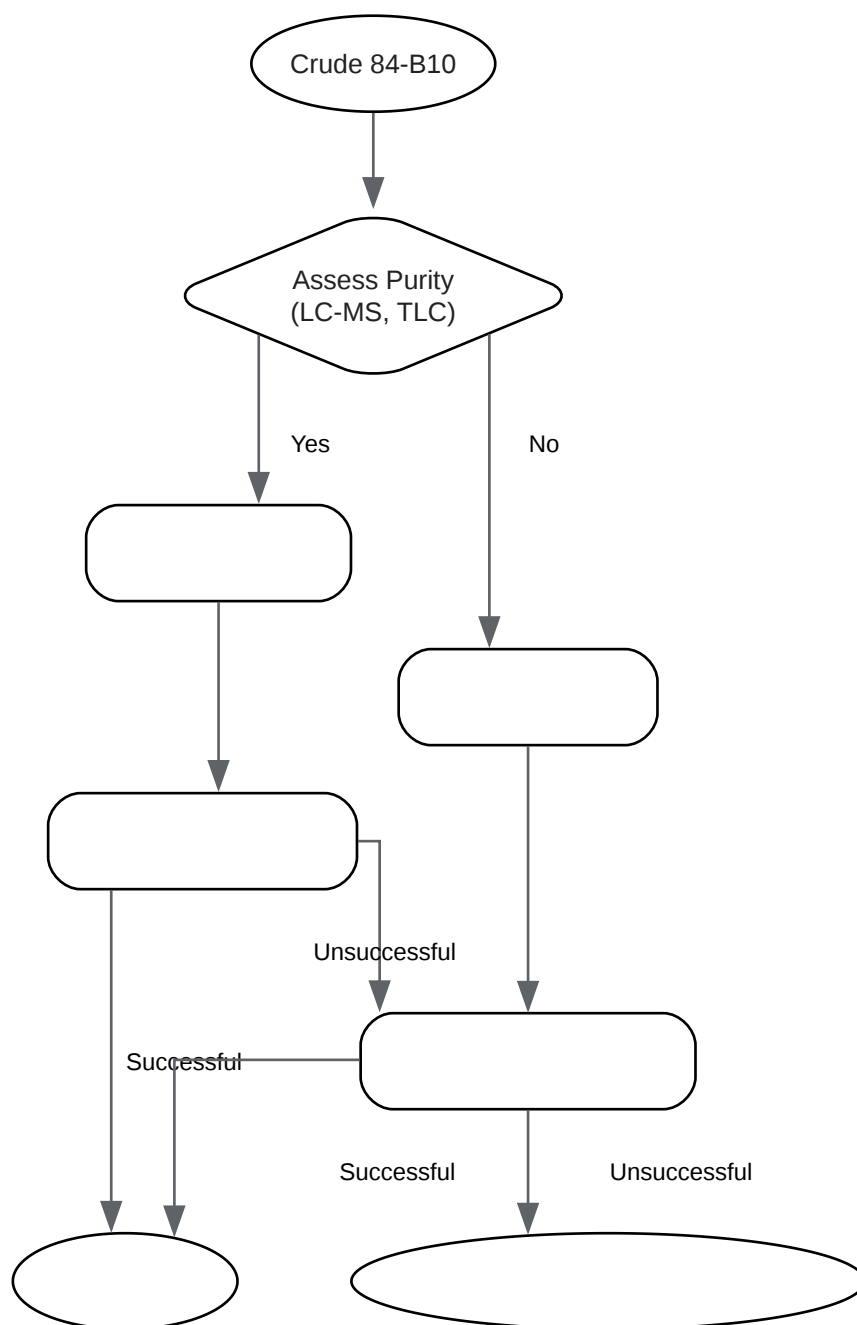 Crude 84-B10
Assess Purity
(LC-MS, TLC)
Yes
No
Unsuccessful
Successful
Successful
Unsuccessful